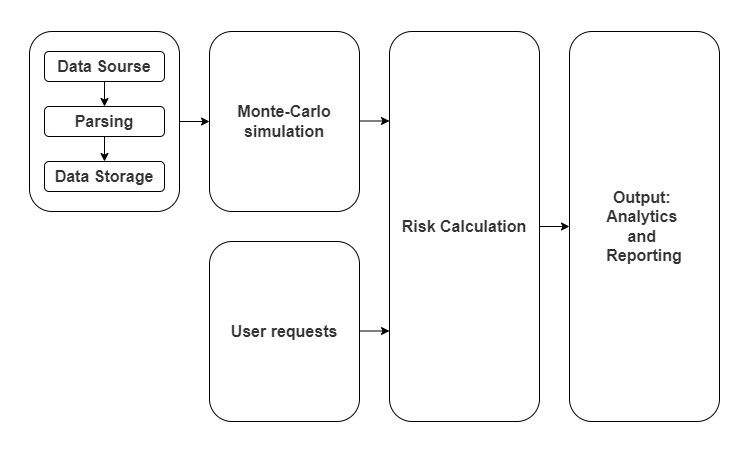 Data Sourse
Parsing
Data Storage
Monte-Carlo
simulation
User requests
Risk Calculation
Output:
Analytics
and
Reporting